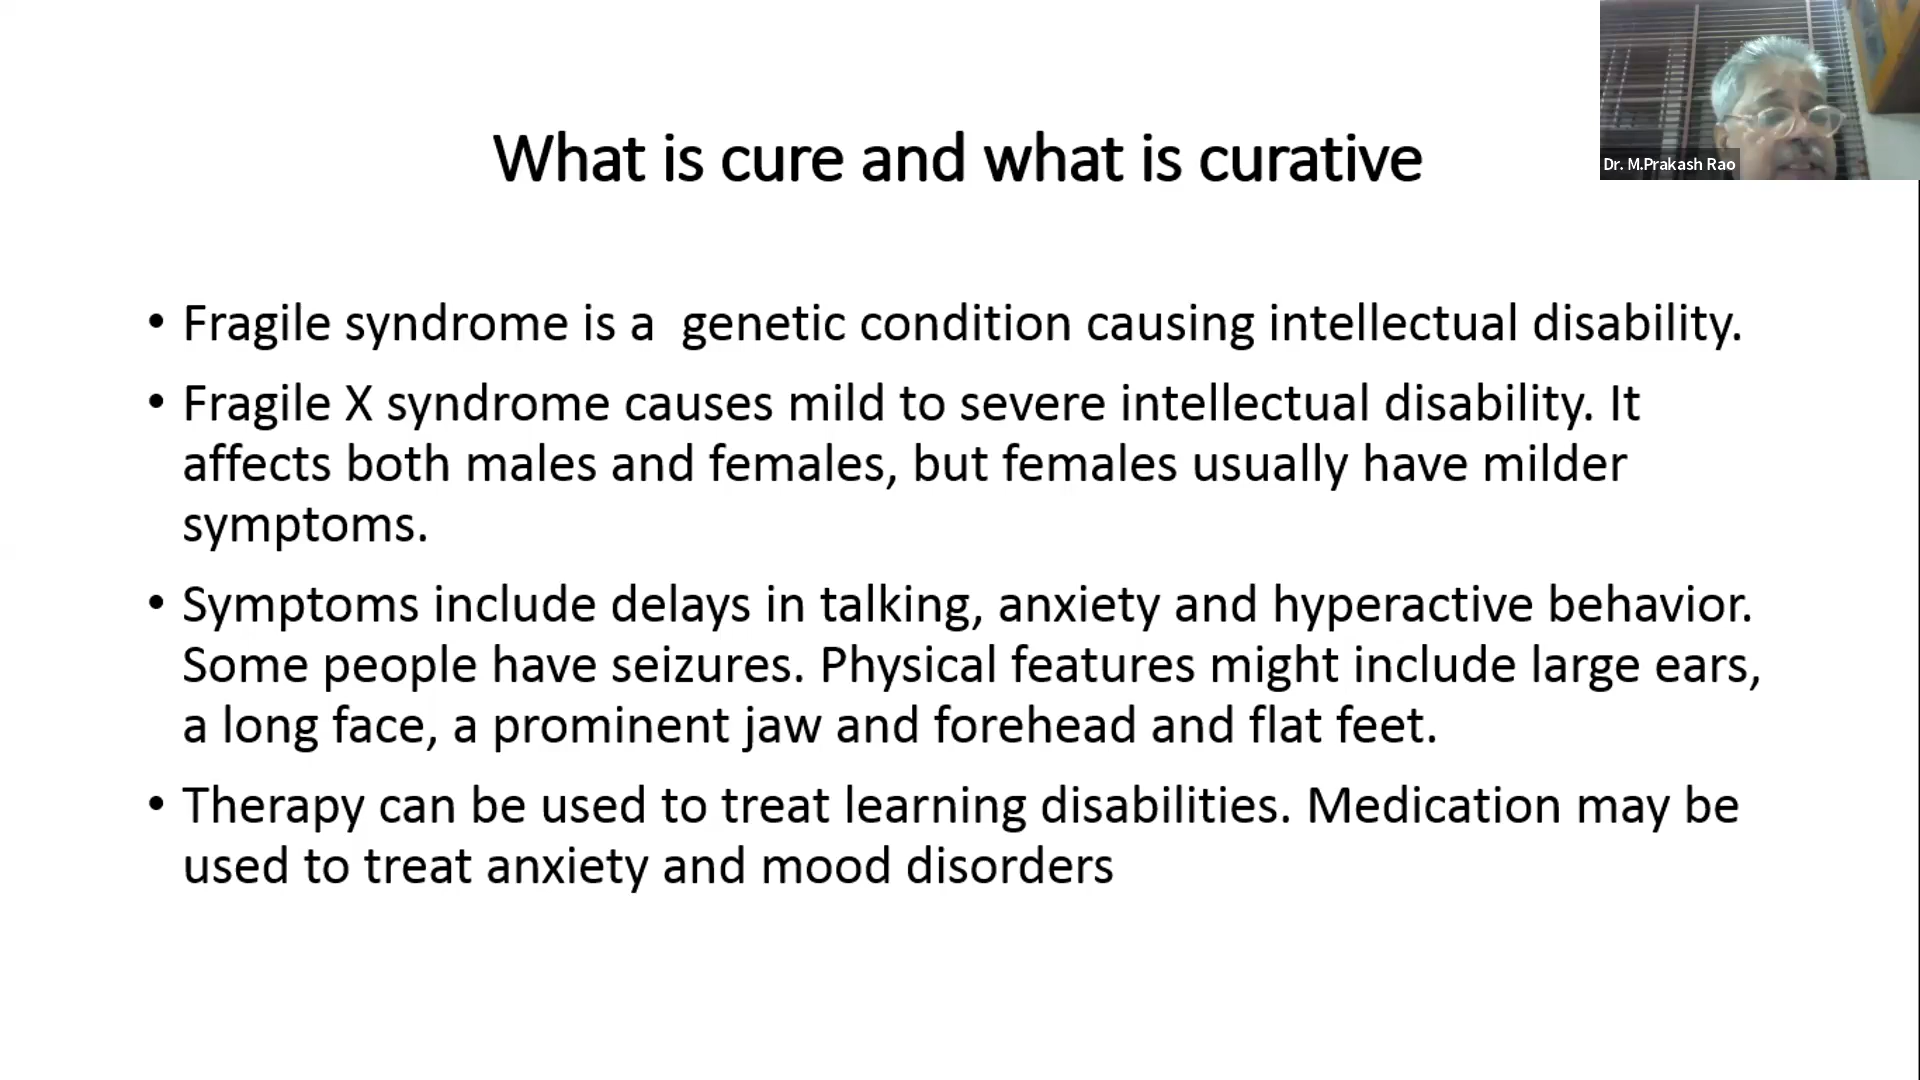 What is cure and what is curative
Dr. M.Prakash Rao
• Fragile syndrome is a  genetic condition causing intellectual disability.
• Fragile X syndrome causes mild to severe intellectual disability. It
affects both males and females, but females usually have milder
symptoms.
• Symptoms include delays in talking, anxiety and hyperactive behavior.
Some people have seizures. Physical features might include large ears,
a long face, a prominent jaw and forehead and flat feet.
• Therapy can be used to treat learning disabilities. Medication may be
used to treat anxiety and mood disorders